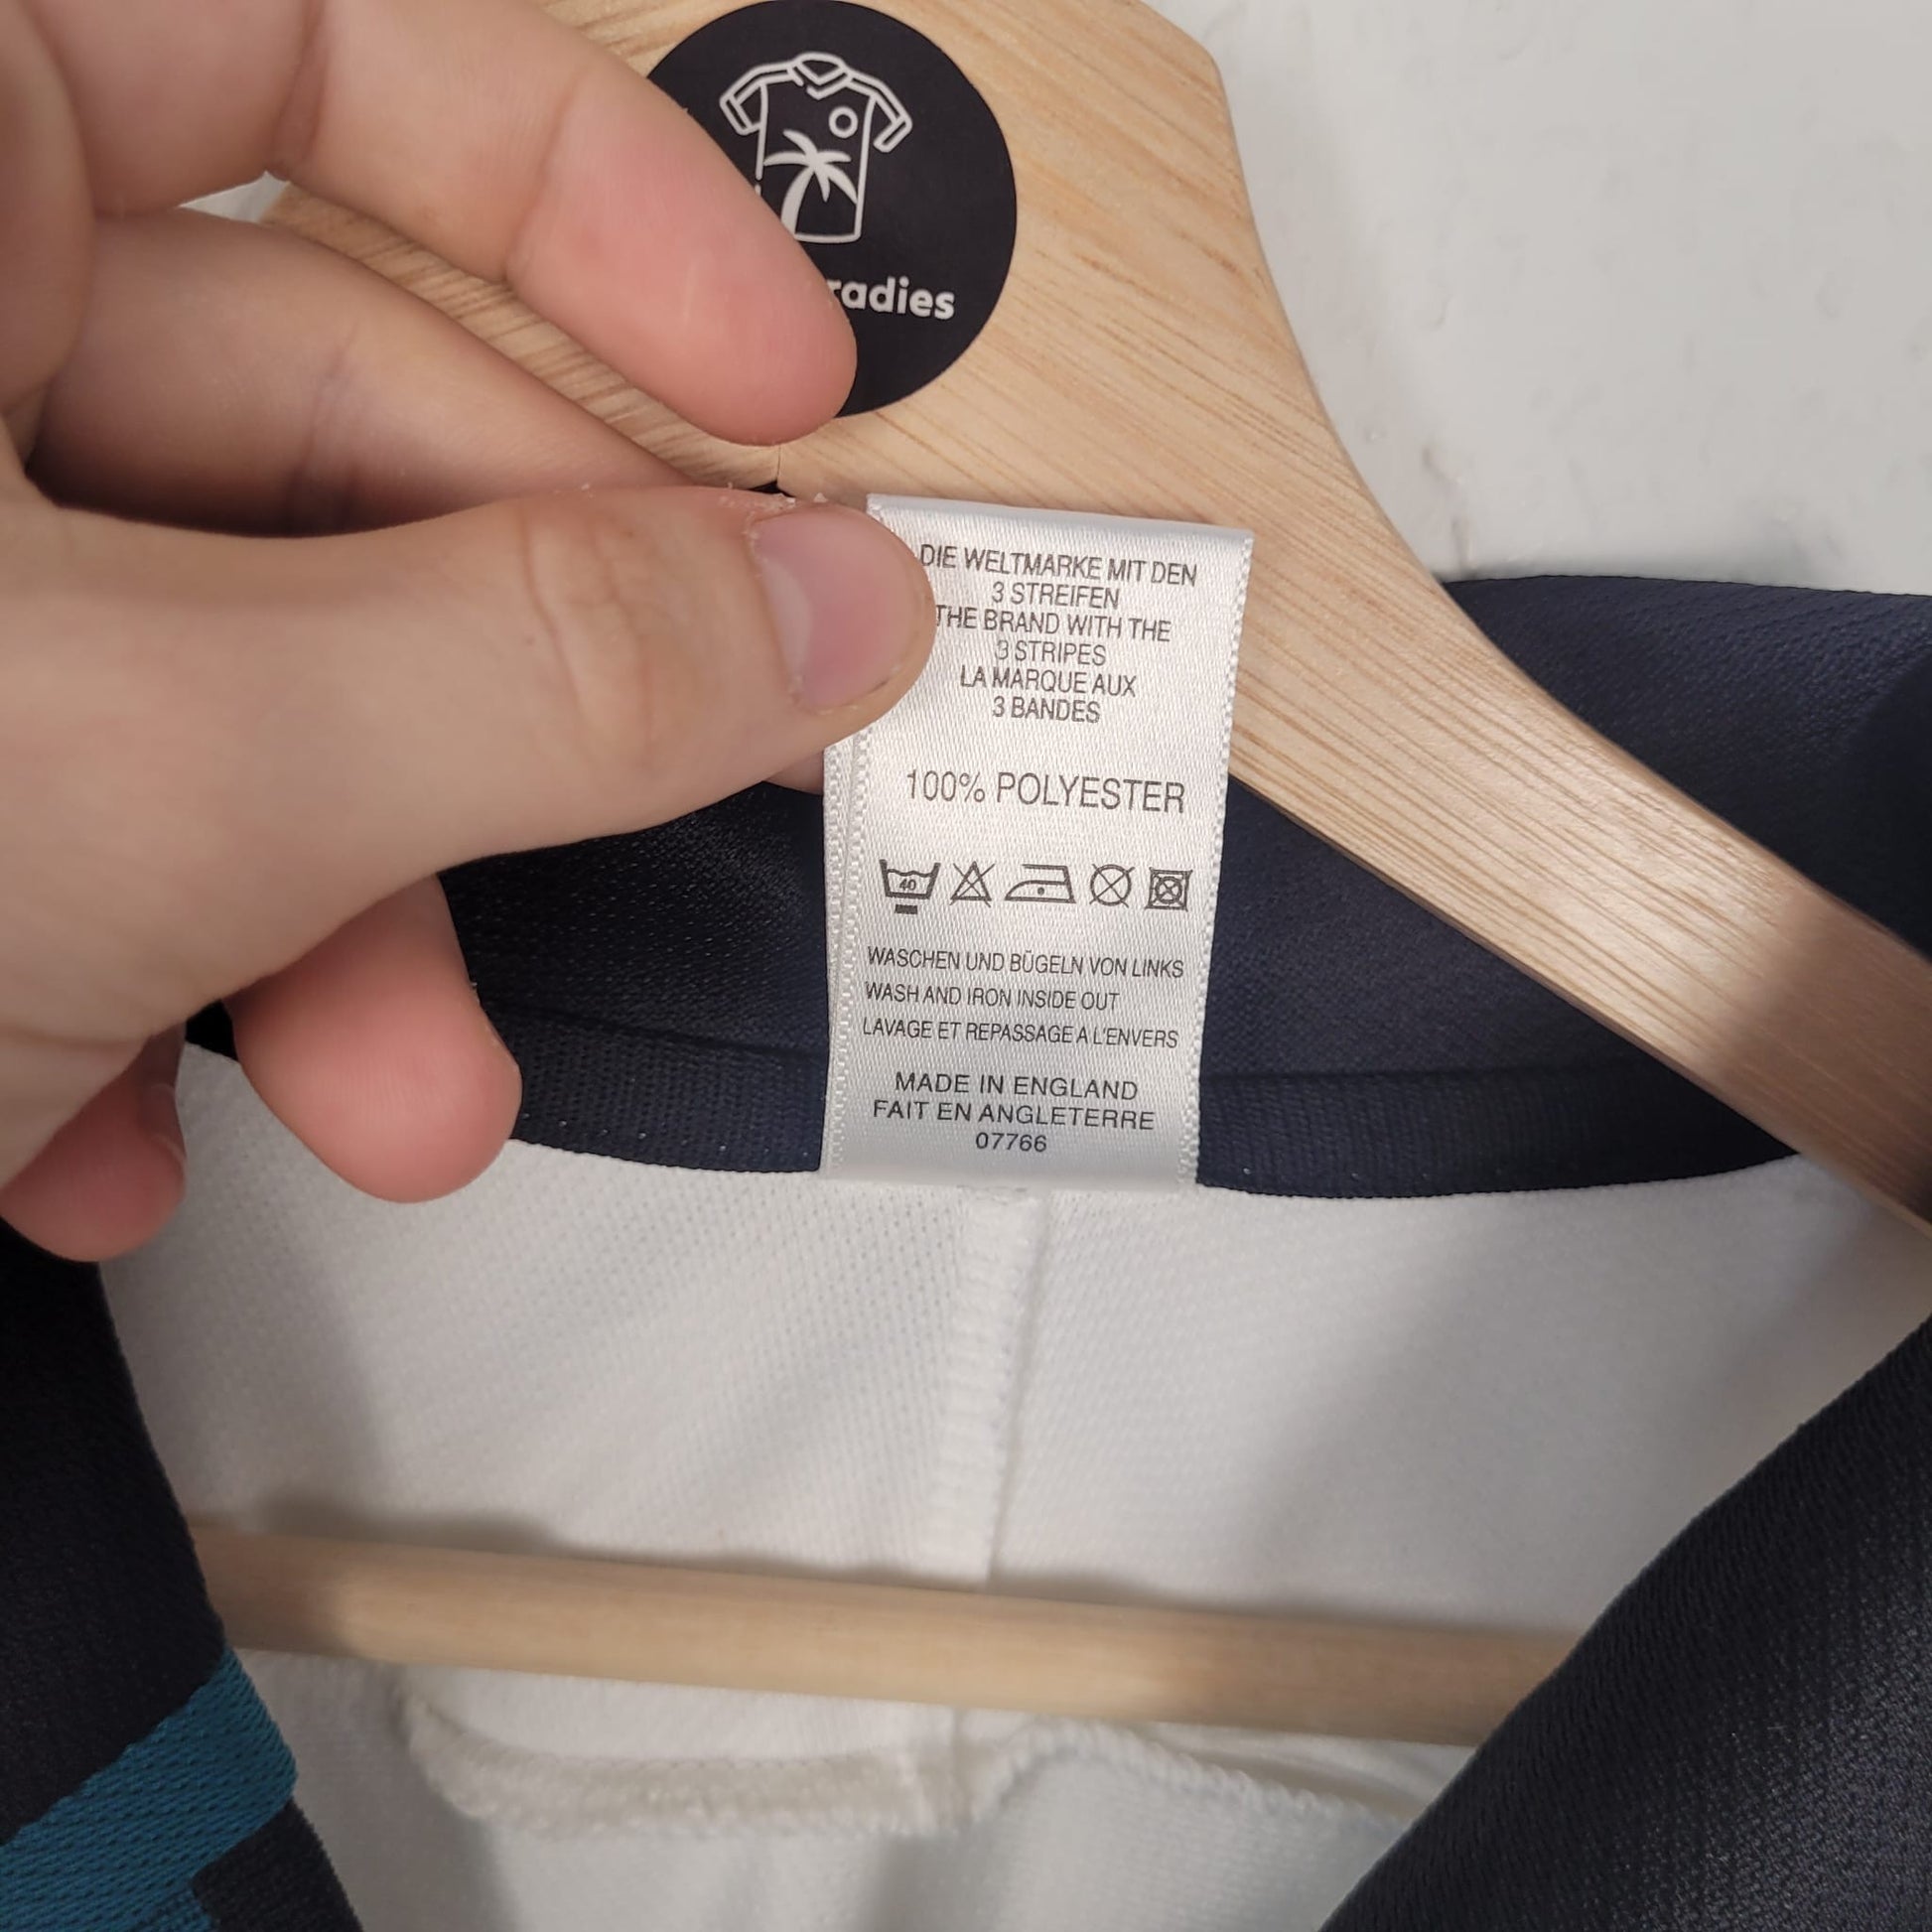 radies
DIE WELTMARKE MIT DEN
3 STREIFEN
THE BRAND WITH THE
3 STRIPES
LA MARQUE AUX
3 BANDES
100% POLYESTER
40
WASCHEN UND BÜGELN VON LINKS
WASH AND IRON INSIDE OUT
LAVAGE ET REPASSAGE A L'ENVERS
MADE IN ENGLAND
FAIT EN ANGLETERRE
07766